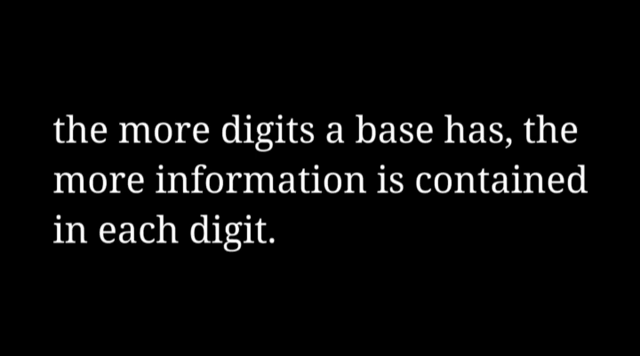 the more digits a base has, the
more information is contained
in each digit.